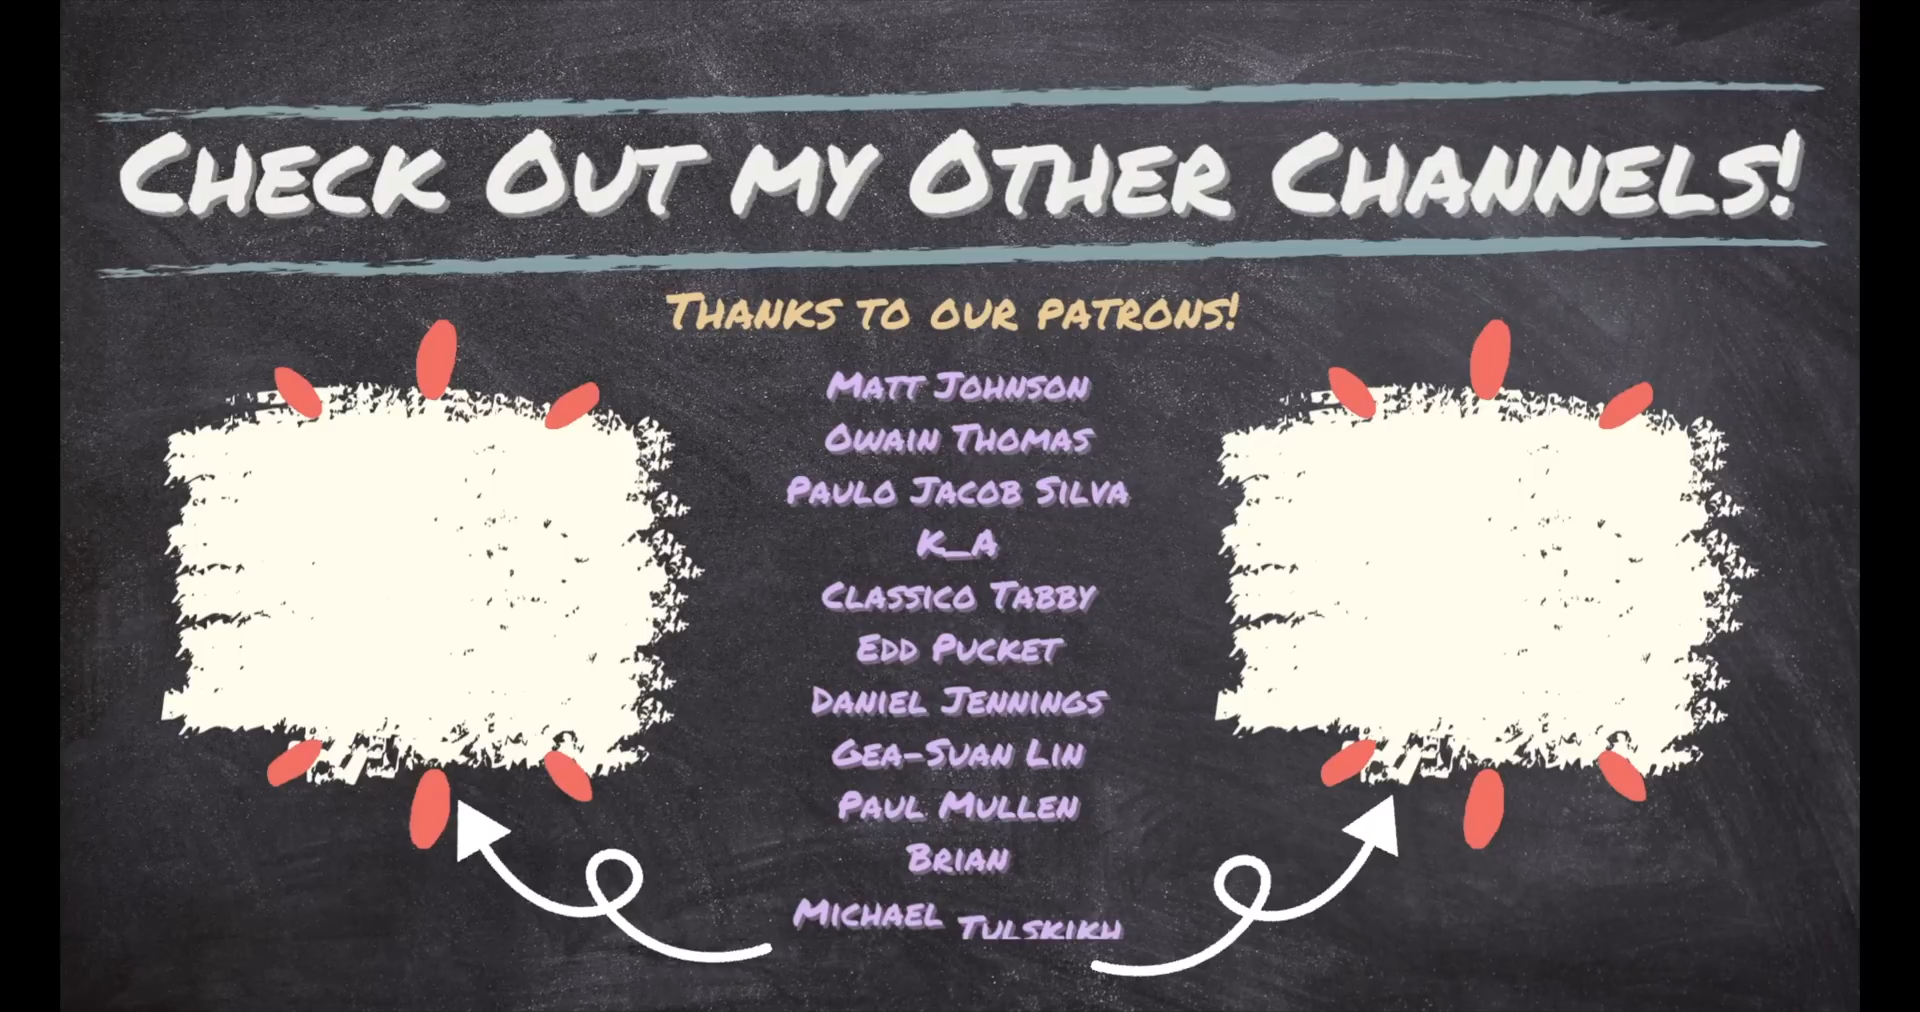 Check Out my Other Channels!
Thanks to our patrons!
Matt Johnson
Owain Thomas
Paulo Jacob Silva
K_A
Classico Tabby
Edd Pucket
Daniel Jennings
Gea-Suan Lin
Paul Mullen
Brian
Michael Tulskikh